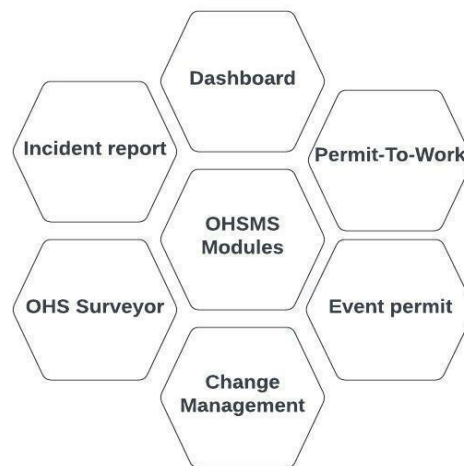 Dashboard
Incident report
Permit-To-Work
OHSMS
Modules
OHS Surveyor
Event permit
Change
Management